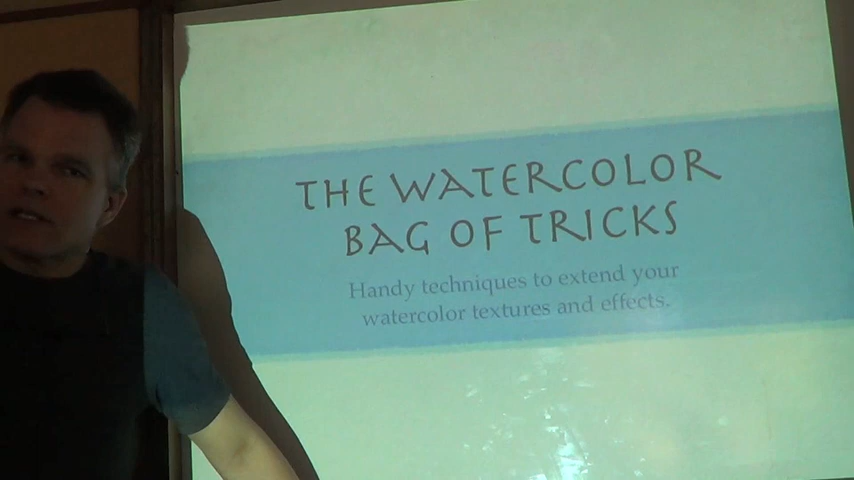 THE WATERCOLOR
BAG OF TRICKS
Handy techniques to extend your
watercolor textures and effects.